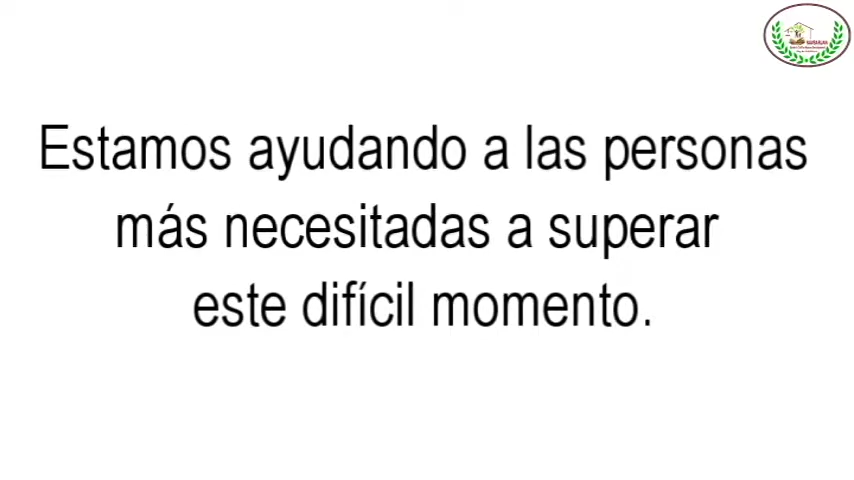 Estamos ayudando a las personas
más necesitadas a superar
este difícil momento.